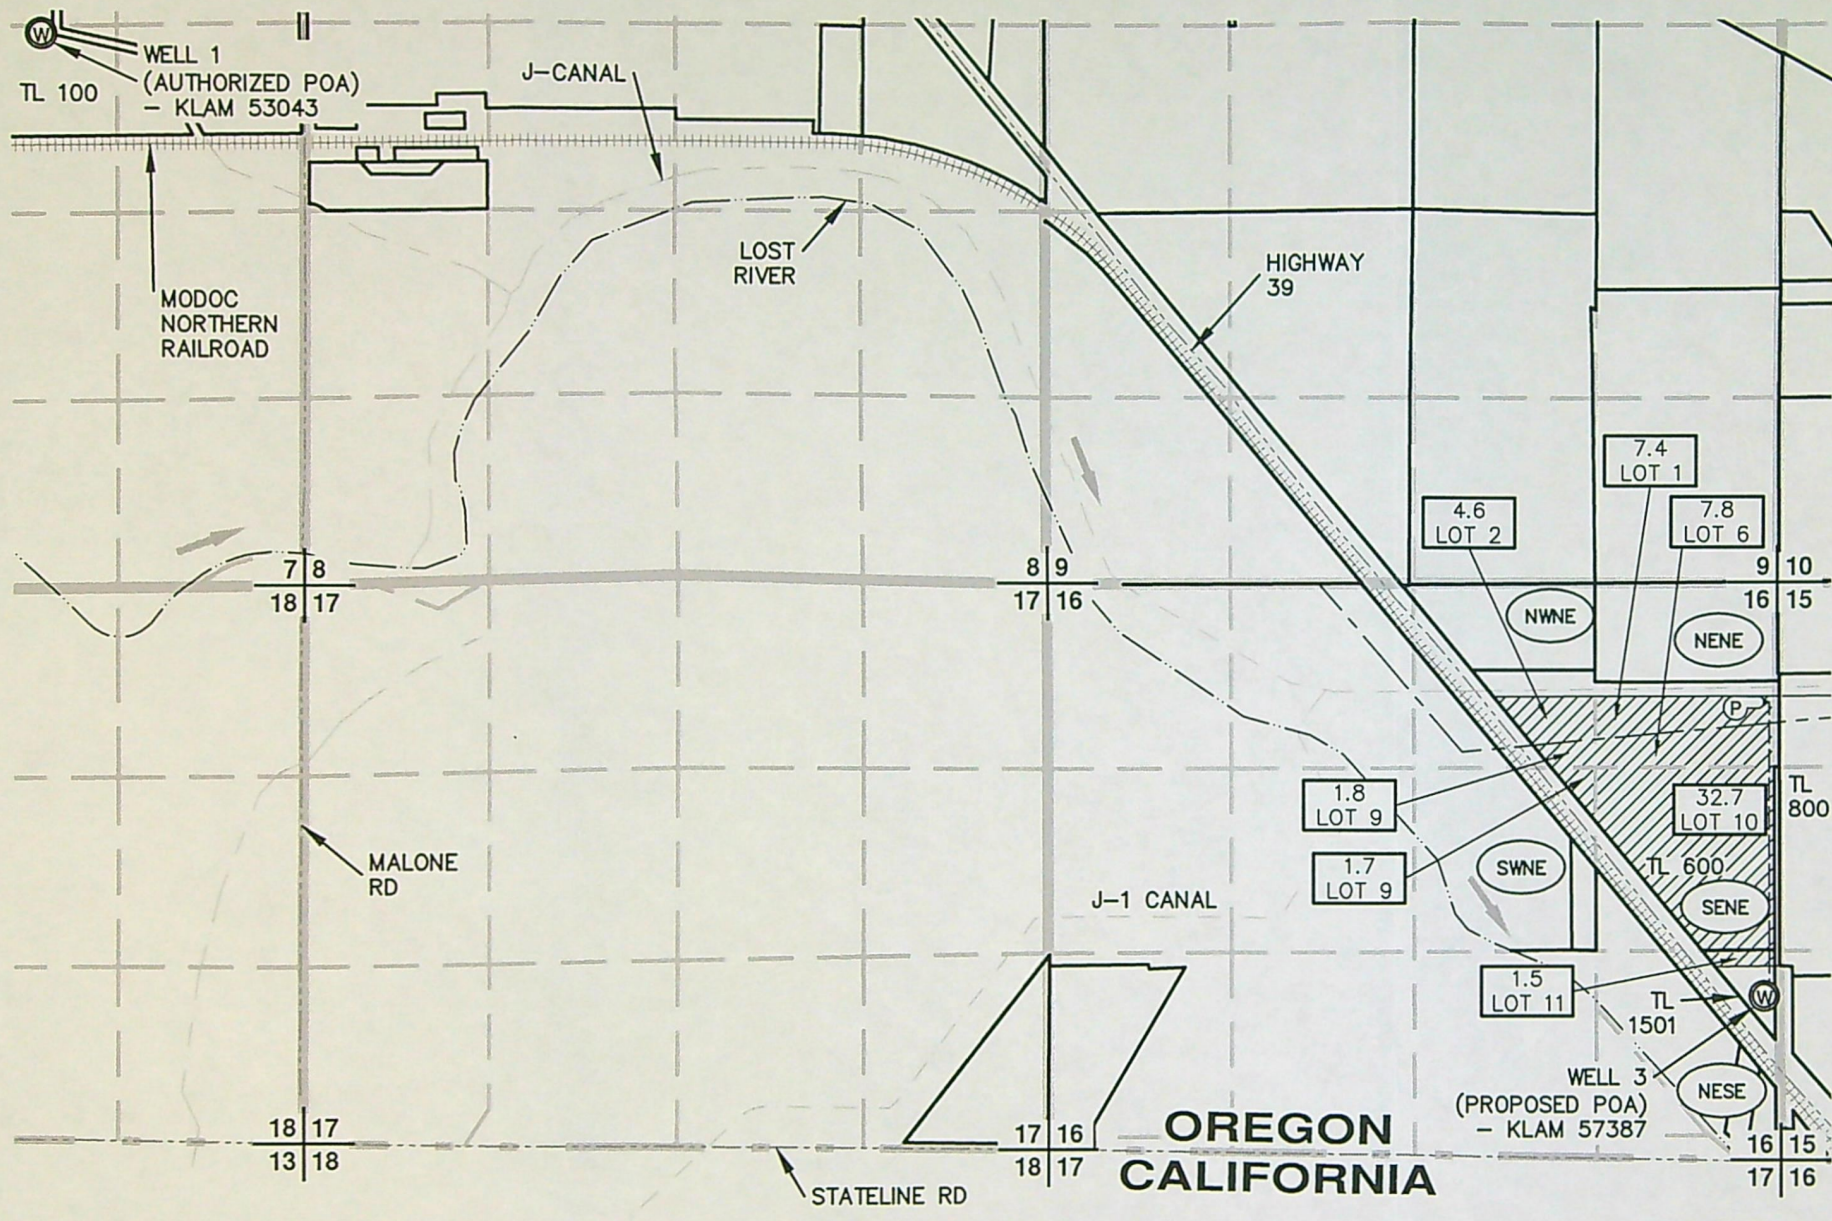 W
WELL 1
(AUTHORIZED POA)
- KLAM 53043
TL 100
J-CANAL
MODOC
NORTHERN
RAILROAD
LOST
RIVER
HIGHWAY
39
7.4
LOT 1
4.6
LOT 2
7.8
LOT 6
7 8
18 17
8 9
17 16
9 10
16 15
NWNE
NENE
P
1.8
LOT 9
32.7
LOT 10
TL
800
MALONE
RD
1.7
LOT 9
SWNE
TL 600
J-1 CANAL
SENE
1.5
LOT 11
TL
1501
W
WELL 3
(PROPOSED POA)
- KLAM 57387
NESE
18 17
13 18
17 16
18 17
OREGON
CALIFORNIA
16 15
17 16
STATELINE RD